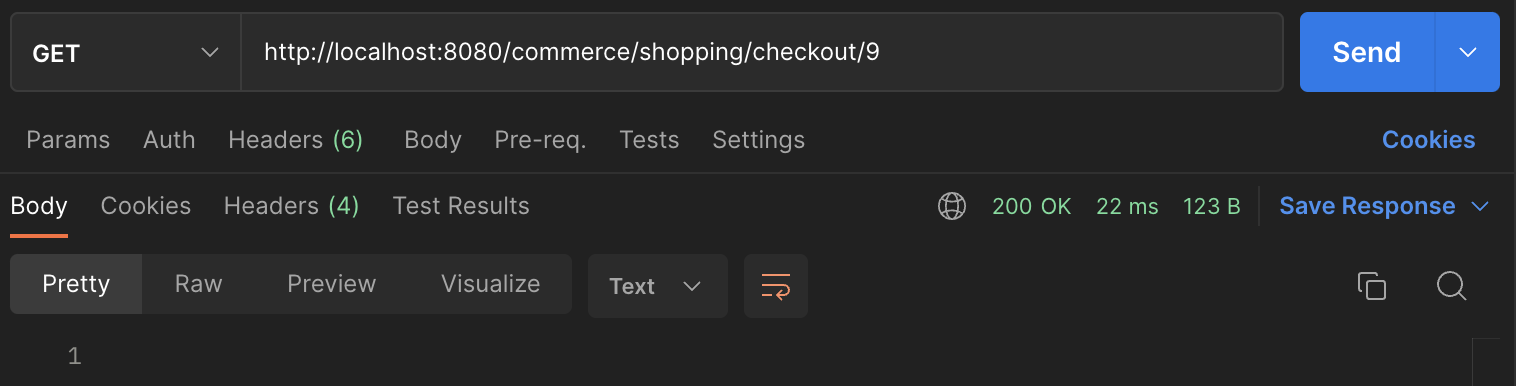 GET http://localhost:8080/commerce/shopping/checkout/9 Send
Params Auth Headers (6) Body Pre-req. Tests Settings Cookies
Body Cookies Headers (4) Test Results 200 OK 22 ms 123 B Save Response
Pretty Raw Preview Visualize Text
1